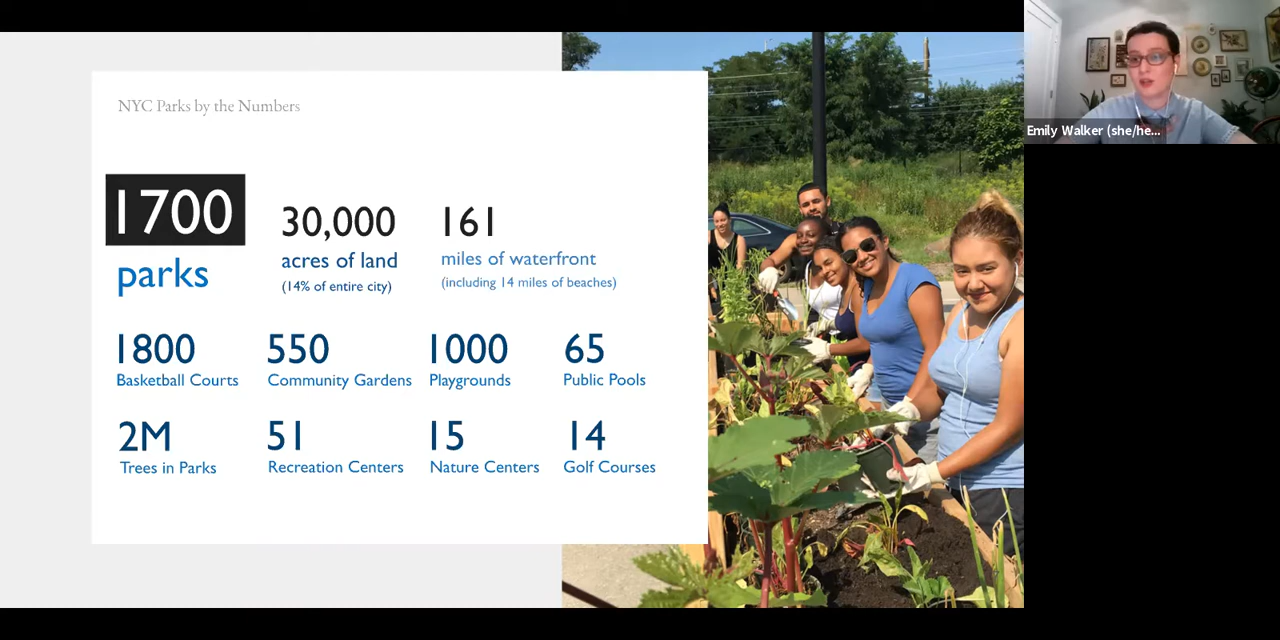 NYC Parks by the Numbers
1700
parks
30,000
acres of land
(14% of entire city)
161
miles of waterfront
(including 14 miles of beaches)
1800
Basketball Courts
550
Community Gardens
1000
Playgrounds
65
Public Pools
2M
Trees in Parks
51
Recreation Centers
15
Nature Centers
14
Golf Courses
Emily Walker (she/he...